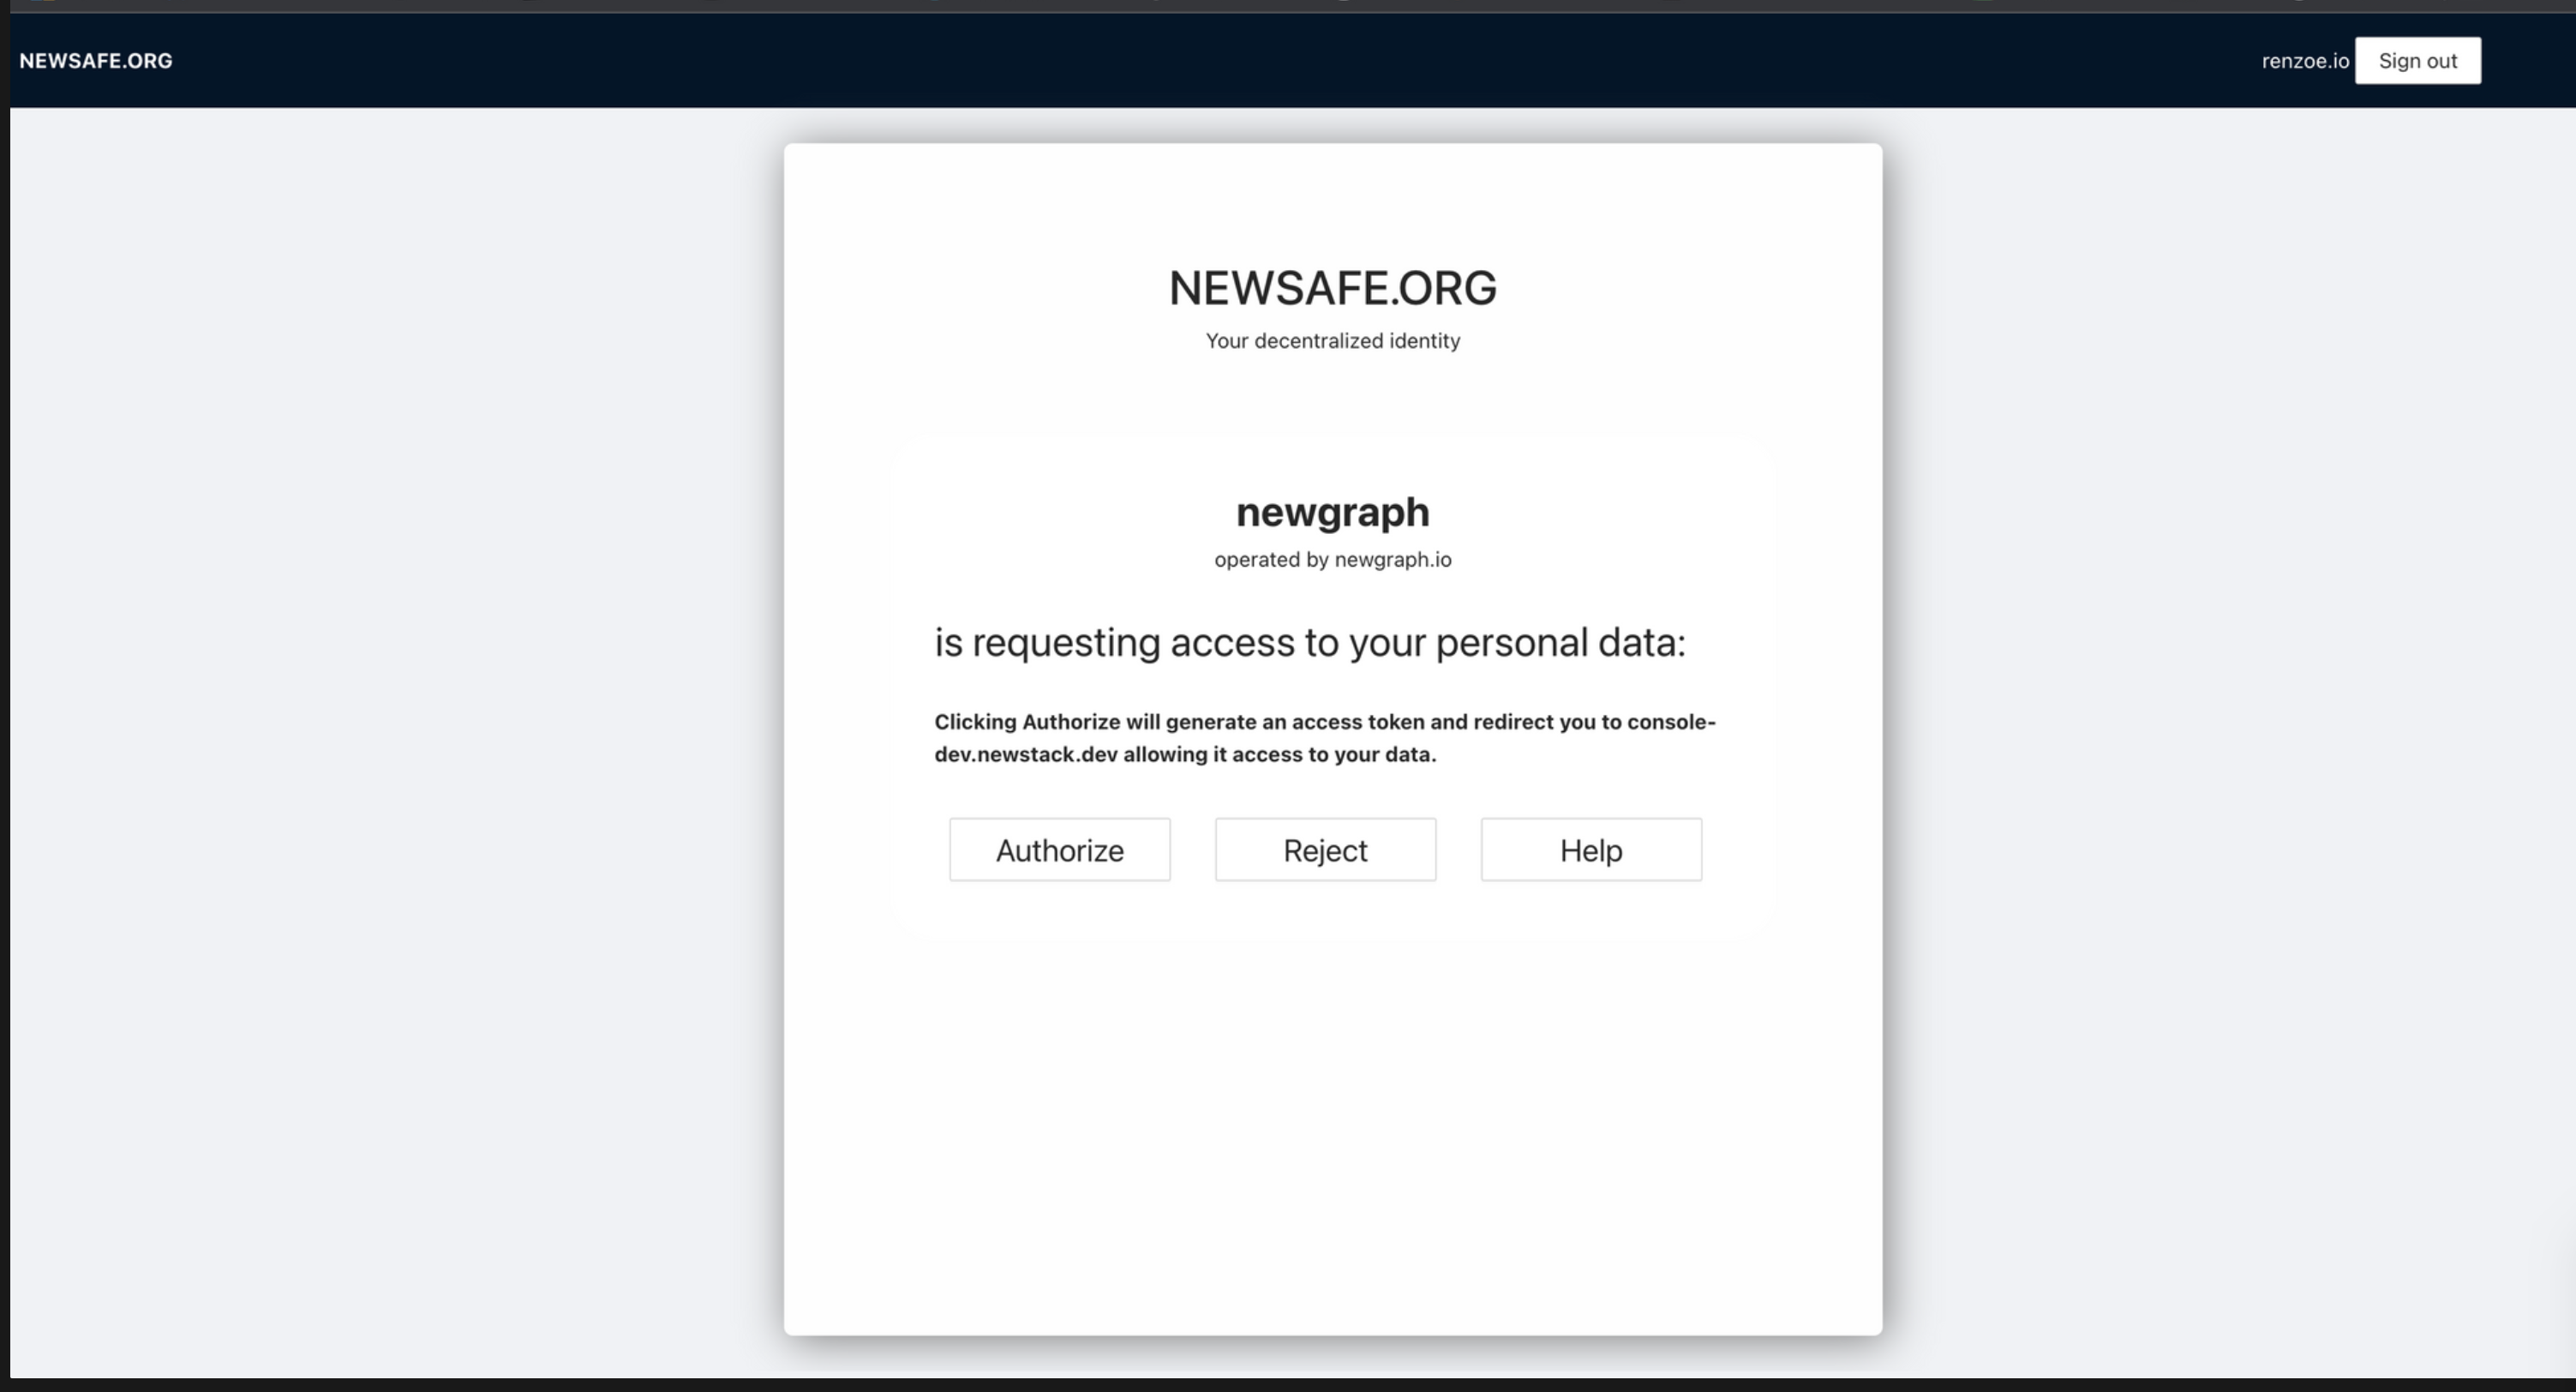 NEWSAFE.ORG
renzoe.io
Sign out
NEWSAFE.ORG
Your decentralized identity
newgraph
operated by newgraph.io
is requesting access to your personal data:
Clicking Authorize will generate an access token and redirect you to console-
dev.newstack.dev allowing it access to your data.
Authorize
Reject
Help